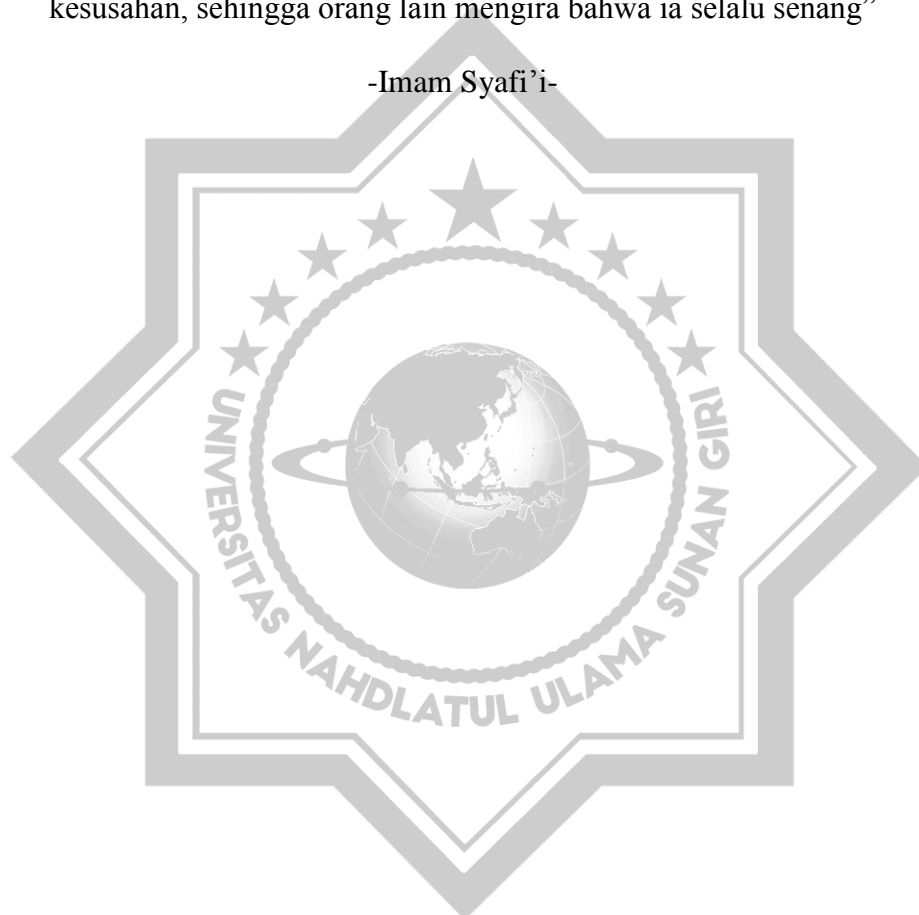 kesusahan, sehingga orang lain mengira bahwa ia selalu senang”
-Imam Syafi’i-
UNIVERSITAS NAHDLATUL ULAMA SUNAN GIRI